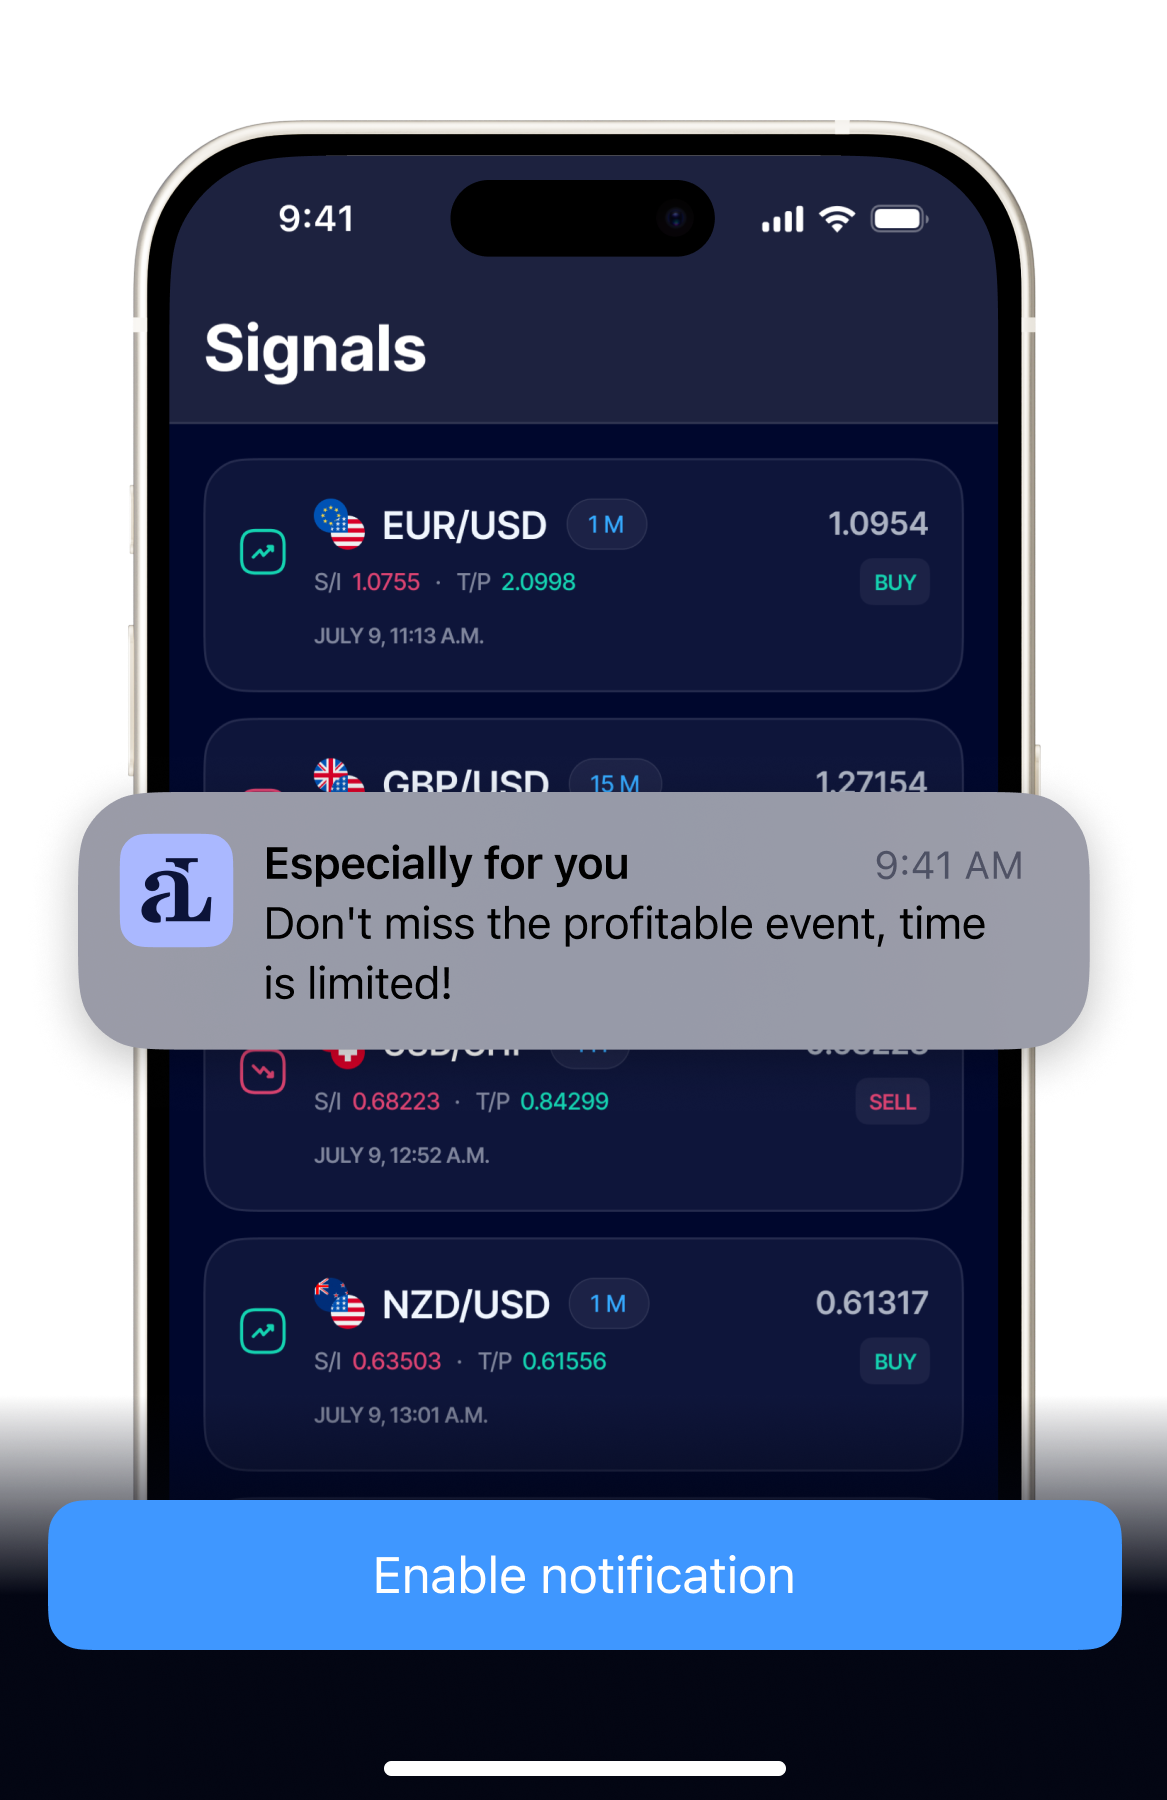 9:41
Signals
EUR/USD 1 M 1.0954
S/l 1.0755 · T/P 2.0998 BUY
JULY 9, 11:13 A.M.
GBP/USD 15 M 1.27154
aL
Especially for you 9:41 AM
Don't miss the profitable event, time
is limited!
S/l 0.68223 · T/P 0.84299 SELL
JULY 9, 12:52 A.M.
NZD/USD 1 M 0.61317
S/l 0.63503 · T/P 0.61556 BUY
JULY 9, 13:01 A.M.
Enable notification